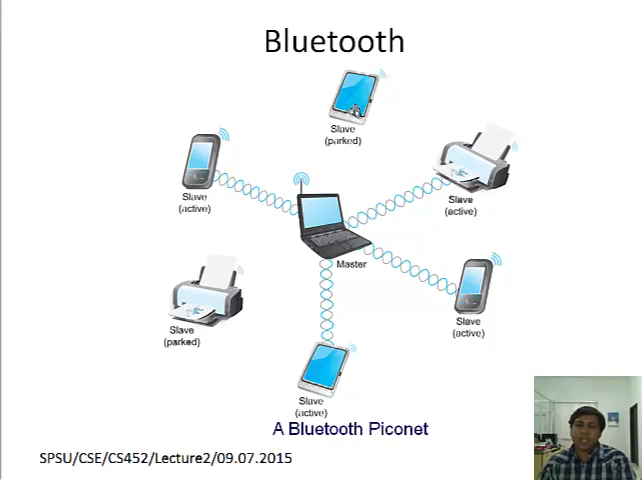 Bluetooth
Slave
(parked)
Slave
(active)
Slave
(active)
Master
Slave
(active)
Slave
(parked)
Slave
(active)
A Bluetooth Piconet
SPSU/CSE/CS452/Lecture2/09.07.2015